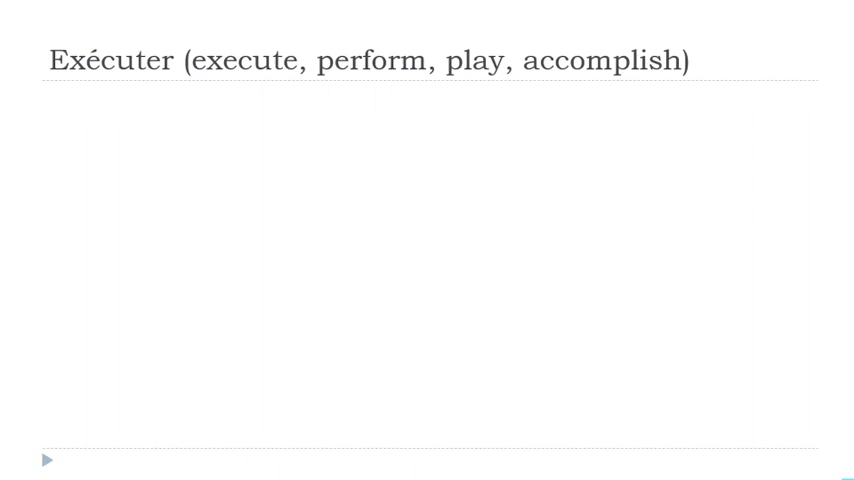 Exécuter (execute, perform, play, accomplish)